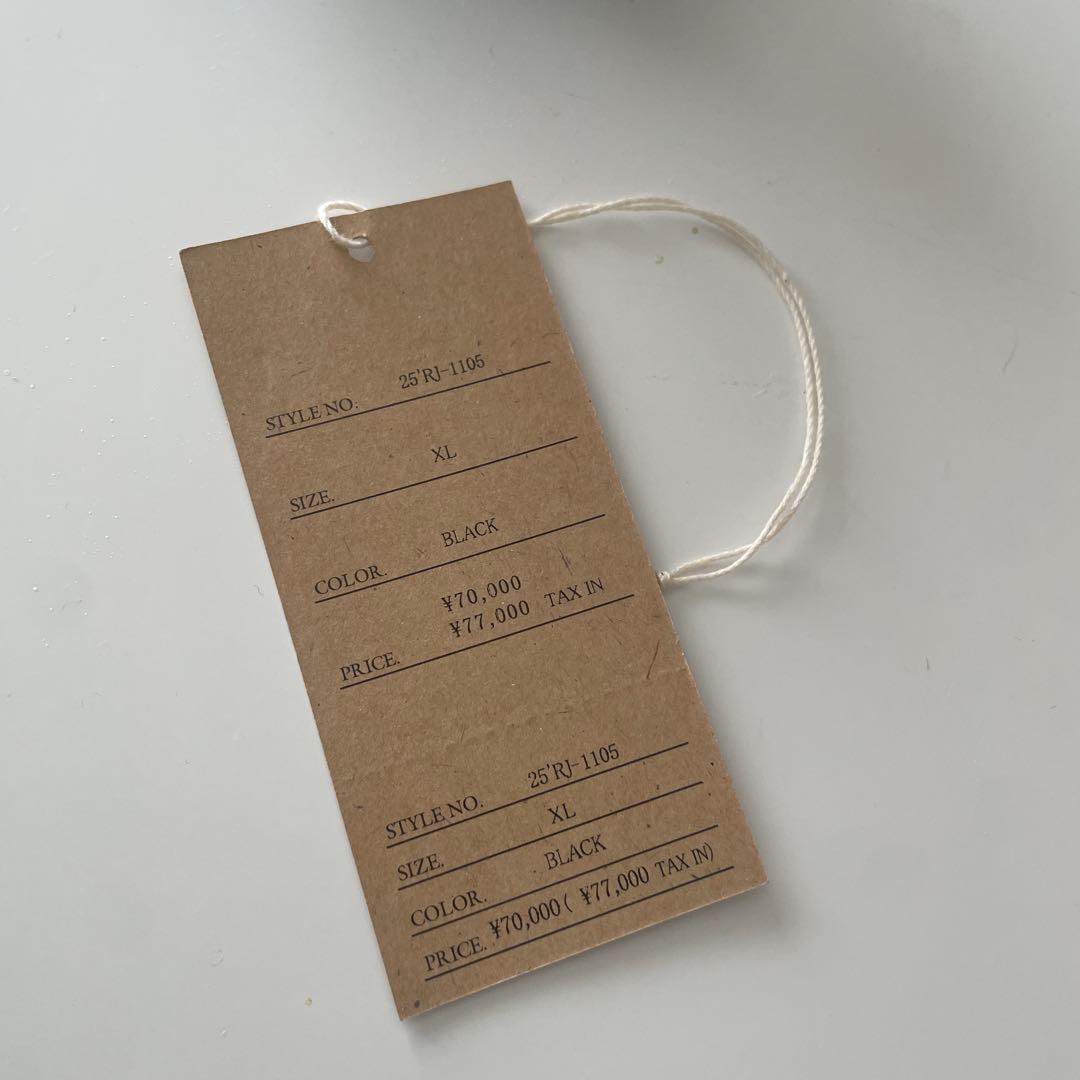 STYLE NO. 25'RJ-1105
SIZE. XL
COLOR. BLACK
¥70,000
PRICE. ¥77,000 TAX IN
STYLE NO. 25'RJ-1105
SIZE. XL
COLOR. BLACK
PRICE. ¥70,000( ¥77,000 TAX IN)